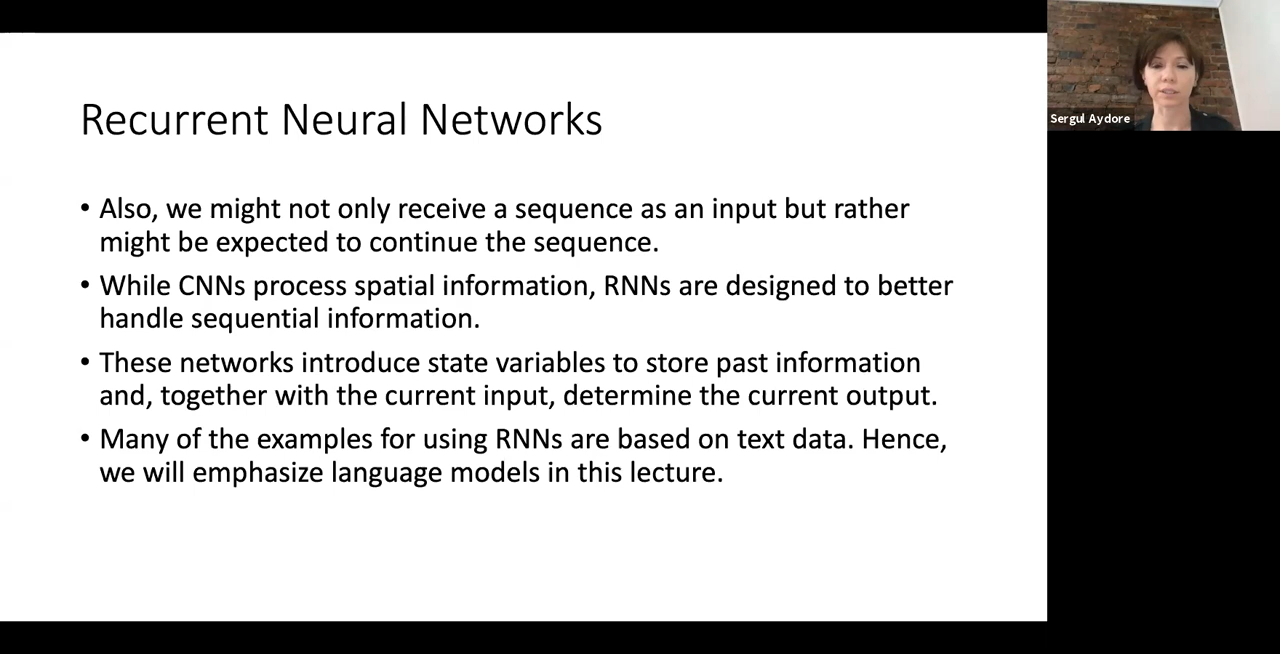 Recurrent Neural Networks
• Also, we might not only receive a sequence as an input but rather
might be expected to continue the sequence.
• While CNNs process spatial information, RNNs are designed to better
handle sequential information.
• These networks introduce state variables to store past information
and, together with the current input, determine the current output.
• Many of the examples for using RNNs are based on text data. Hence,
we will emphasize language models in this lecture.
Sergul Aydore